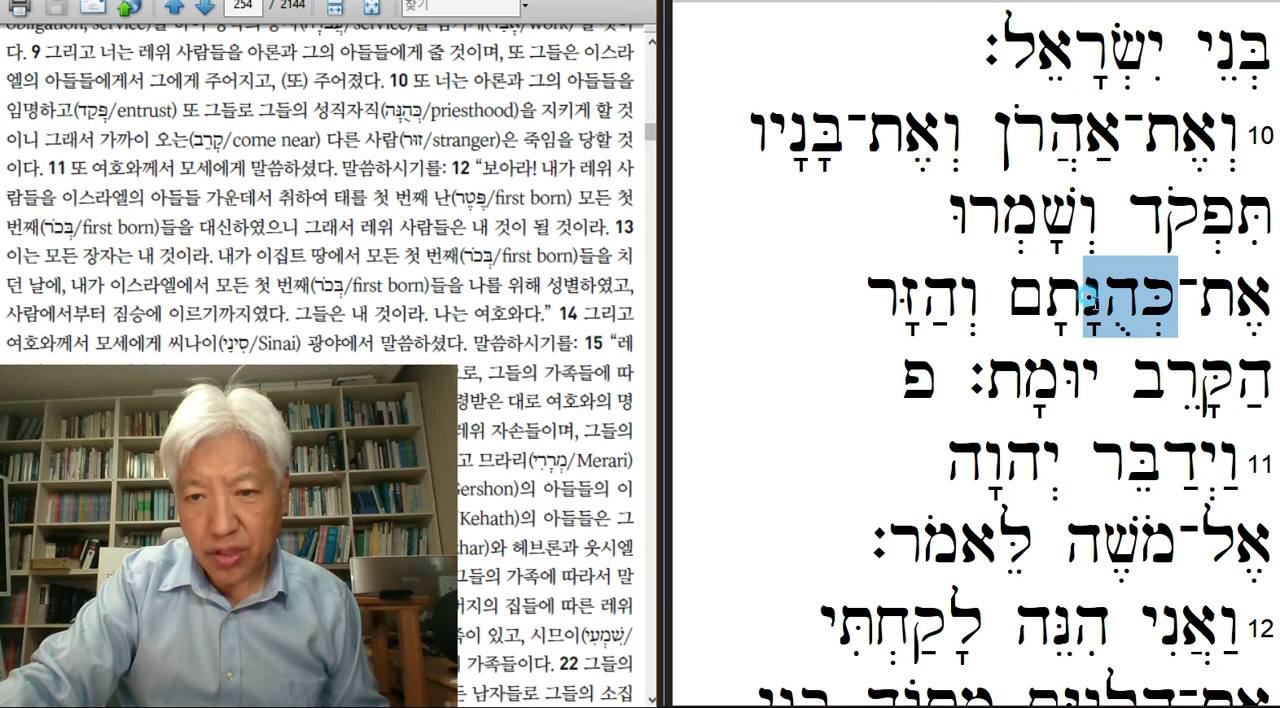 254 / 2144
찾기
obligation, service)
다. 9 그리고 너는 레위 사람들을 아론과 그의 아들들에게 줄 것이며, 또 그들은 이스라
엘의 아들들에게서 그에게 주어지고, (또) 주어졌다. 10 또 너는 아론과 그의 아들들을
임명하고(פָּקַד/entrust) 또 그들로 그들의 성직자직(כְּהֻנָּה/priesthood)을 지키게 할 것
이니 그래서 가까이 오는(קָרֵב/come near) 다른 사람(זוּר/stranger)은 죽임을 당할 것
이다. 11 또 여호와께서 모세에게 말씀하셨다. 말씀하시기를: 12 “보아라! 내가 레위 사
람들을 이스라엘의 아들들 가운데서 취하여 태를 첫 번째 난(פֶּטֶר/first born) 모든 첫
번째(בְּכֹור/first born)들을 대신하였으니 그래서 레위 사람들은 내 것이 될 것이라. 13
이는 모든 장자는 내 것이라. 내가 이집트 땅에서 모든 첫 번째(בְּכֹור/first born)들을 치
던 날에, 내가 이스라엘에서 모든 첫 번째(בְּכֹור/first born)들을 나를 위해 성별하였고,
사람에서부터 짐승에 이르기까지였다. 그들은 내 것이라. 나는 여호와다.” 14 그리고
여호와께서 모세에게 씨나이(סִינַי/Sinai) 광야에서 말씀하셨다. 말씀하시기를: 15 “레
로, 그들의 가족들에 따
령받은 대로 여호와의 명
레위 자손들이며, 그들의
고 므라리(מְרָרִי/Merari)
Gershon)의 아들들의 이
Kehath)의 아들들은 그
har)와 헤브론과 웃시엘
그들의 가족에 따라서 말
버지의 집들에 따른 레위
족이 있고, 시므이(שִׁמְעִי/
가족들이다. 22 그들의
든 남자들로 그들의 소집
בְּנֵי יִשְׂרָאֵל׃
10 וְאֶת־אַהֲרֹן וְאֶת־בָּנָיו
תִּפְקֹד וְשָׁמְרוּ
אֶת־כְּהֻנָּתָם וְהַזָּר
הַקָּרֵב יוּמָת׃ פ
11 וַיְדַבֵּר יְהוָה
אֶל־מֹשֶׁה לֵּאמֹר׃
12 וַאֲנִי הִנֵּה לָקַחְתִּי
אֶת־הַלְוִיִּם מִתֹּוךְ בְּנֵי